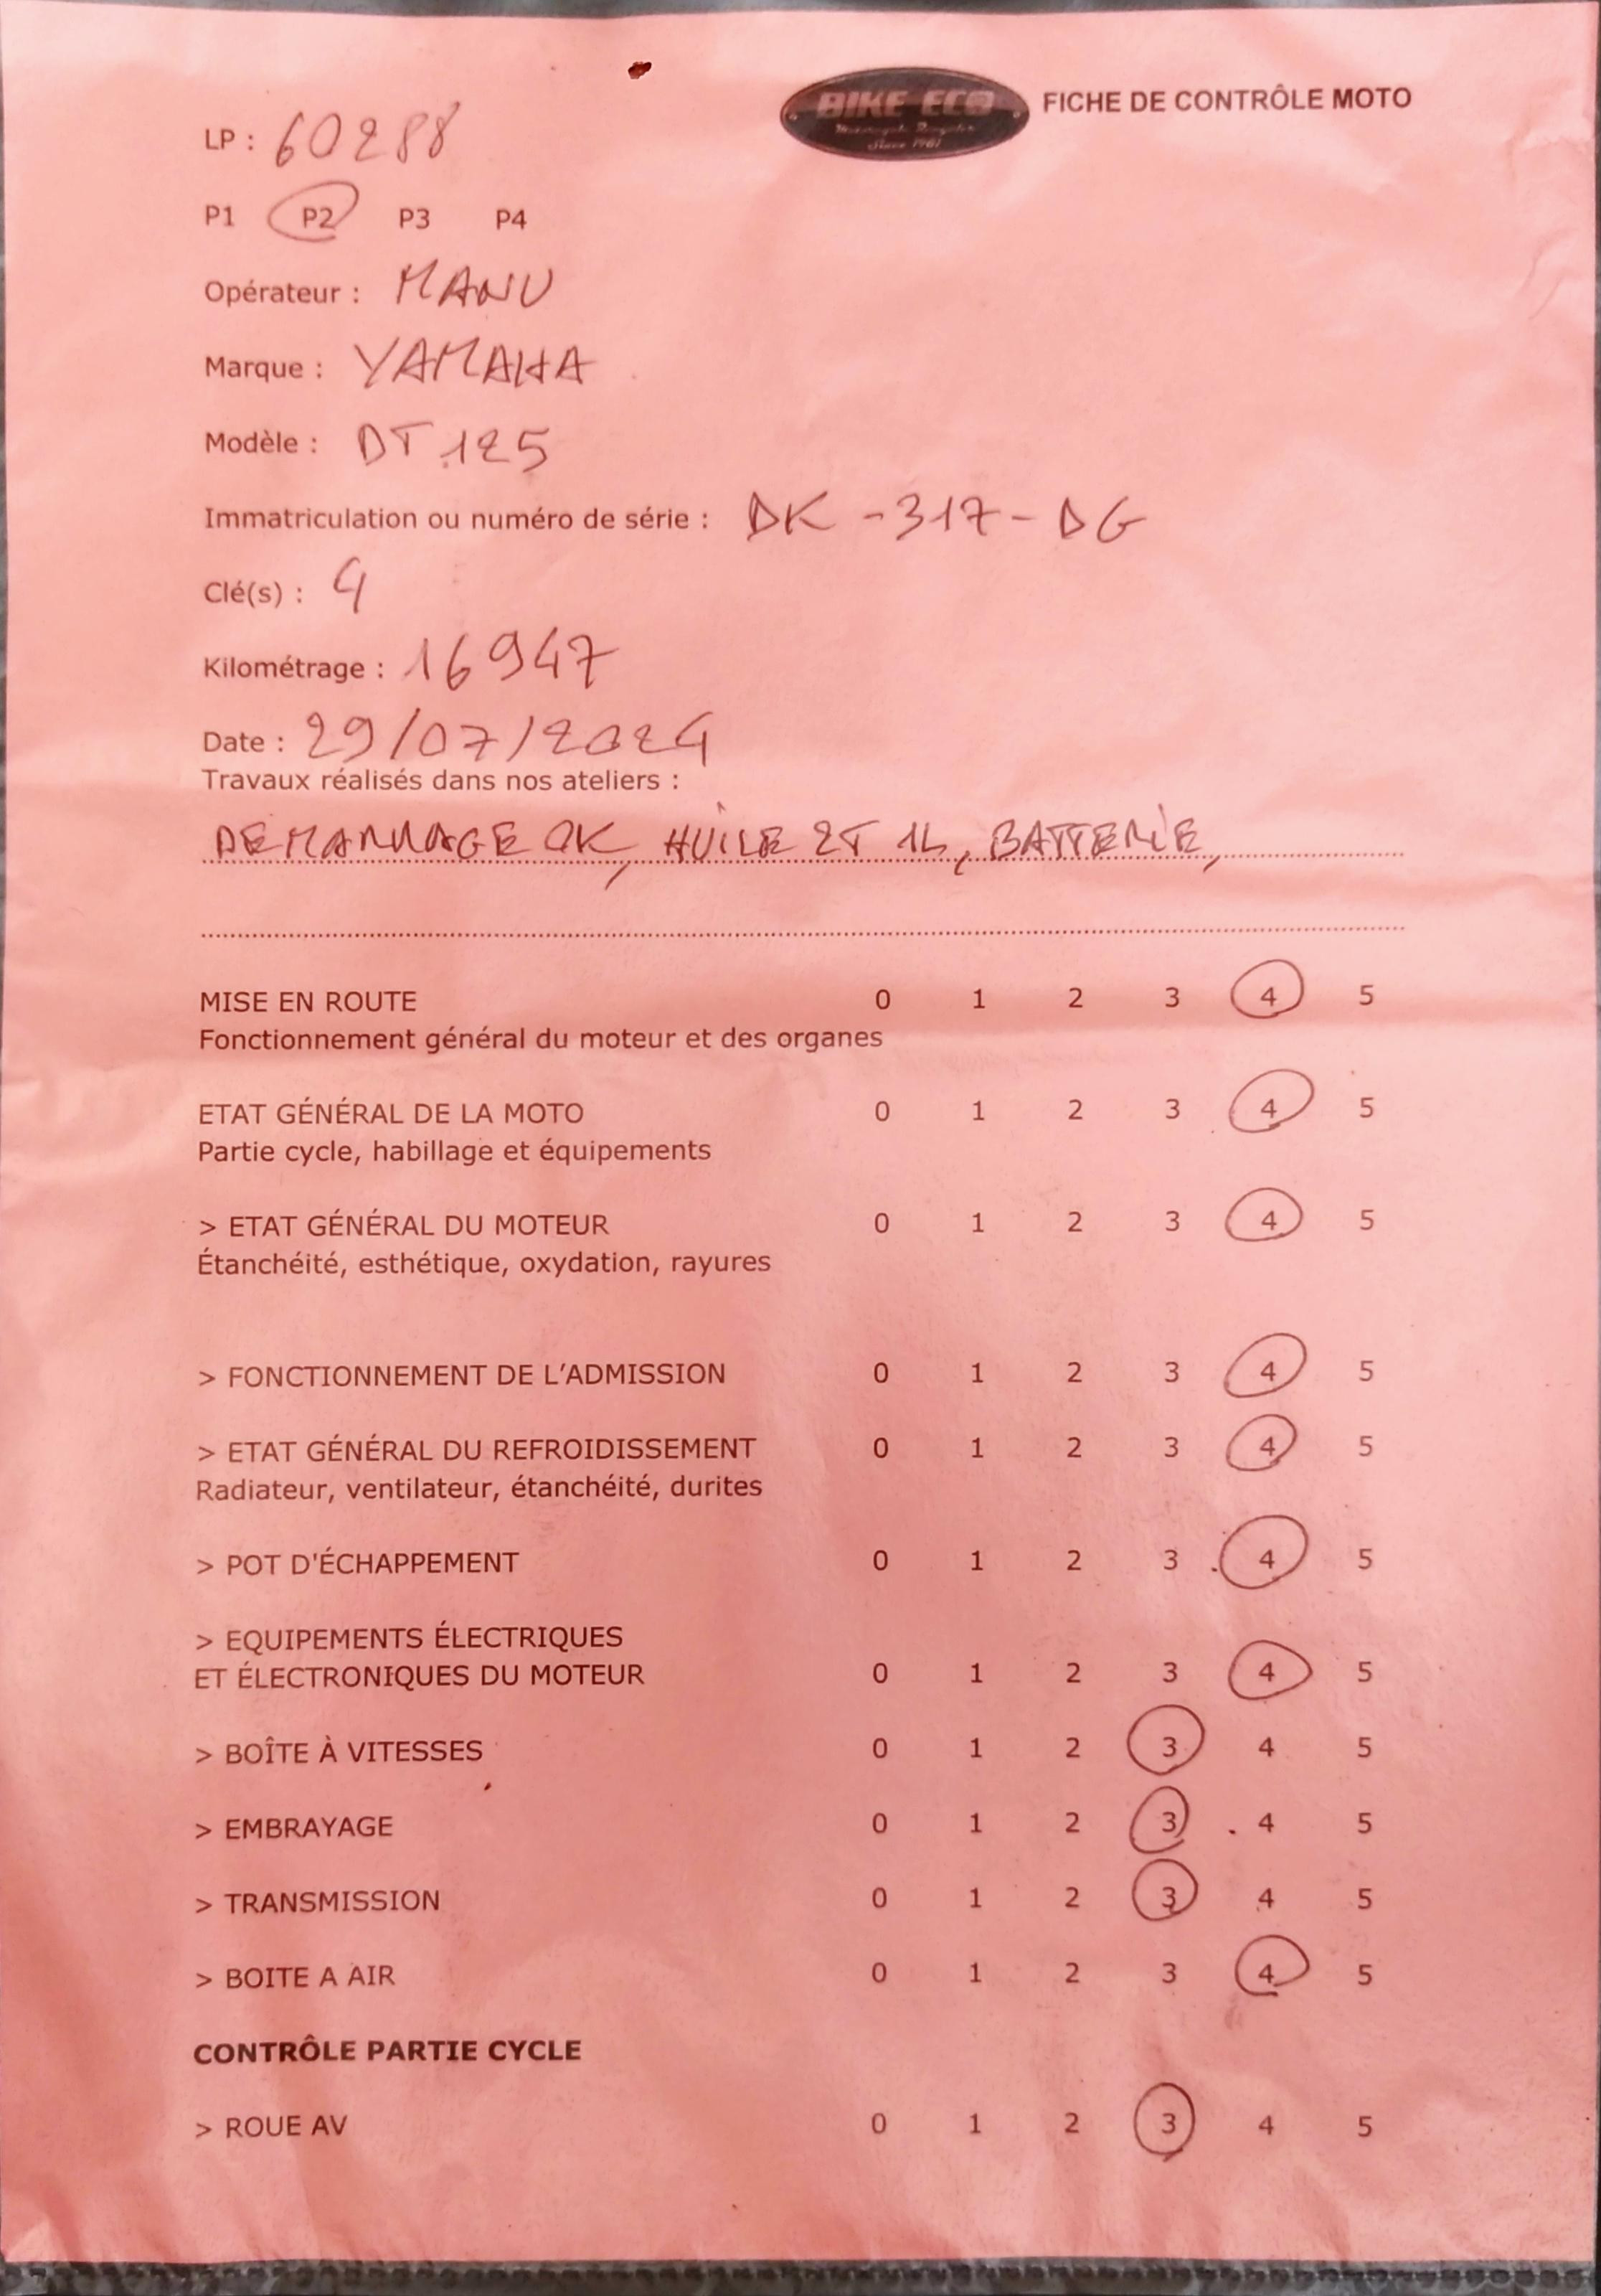 BIKE ECO
Motorcycle Recycler
Since 1981
FICHE DE CONTRÔLE MOTO
LP : 60288
P1 P2 P3 P4
Opérateur : MANU
Marque : YAMAHA
Modèle : DT 125
Immatriculation ou numéro de série : DK-317-DG
Clé(s) : 4
Kilométrage : 16947
Date : 29/07/2024
Travaux réalisés dans nos ateliers :
DEMARRAGE OK, HUILE 2T 1L, BATTERIE,
MISE EN ROUTE 0 1 2 3 4 5
Fonctionnement général du moteur et des organes
ETAT GÉNÉRAL DE LA MOTO 0 1 2 3 4 5
Partie cycle, habillage et équipements
> ETAT GÉNÉRAL DU MOTEUR 0 1 2 3 4 5
Étanchéité, esthétique, oxydation, rayures
> FONCTIONNEMENT DE L'ADMISSION 0 1 2 3 4 5
> ETAT GÉNÉRAL DU REFROIDISSEMENT 0 1 2 3 4 5
Radiateur, ventilateur, étanchéité, durites
> POT D'ÉCHAPPEMENT 0 1 2 3 4 5
> EQUIPEMENTS ÉLECTRIQUES
ET ÉLECTRONIQUES DU MOTEUR 0 1 2 3 4 5
> BOÎTE À VITESSES 0 1 2 3 4 5
> EMBRAYAGE 0 1 2 3 4 5
> TRANSMISSION 0 1 2 3 4 5
> BOITE A AIR 0 1 2 3 4 5
CONTRÔLE PARTIE CYCLE
> ROUE AV 0 1 2 3 4 5